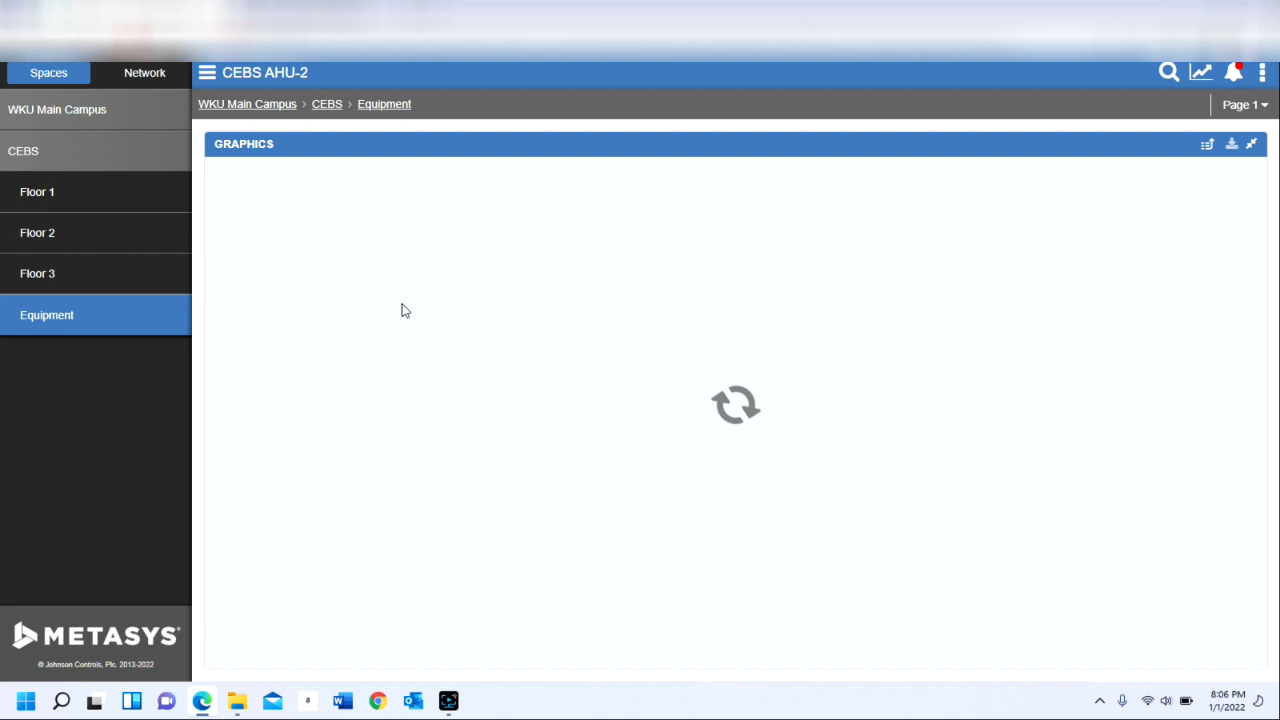 Spaces Network
CEBS AHU-2
WKU Main Campus > CEBS > Equipment
Page 1
WKU Main Campus
CEBS
Floor 1
Floor 2
Floor 3
Equipment
GRAPHICS
METASYS®
© Johnson Controls, Plc. 2013-2022
a
W
8:06 PM
1/1/2022